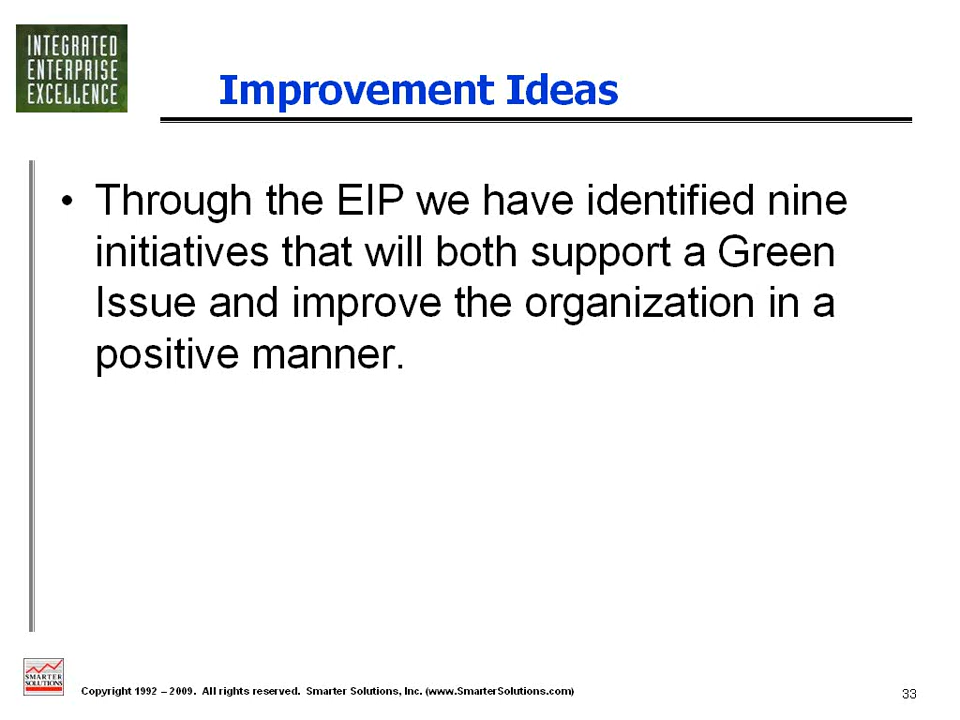 INTEGRATED
ENTERPRISE
EXCELLENCE
Improvement Ideas
• Through the EIP we have identified nine
initiatives that will both support a Green
Issue and improve the organization in a
positive manner.
SMARTER
SOLUTIONS
Copyright 1992 – 2009. All rights reserved. Smarter Solutions, Inc. (www.SmarterSolutions.com)
33